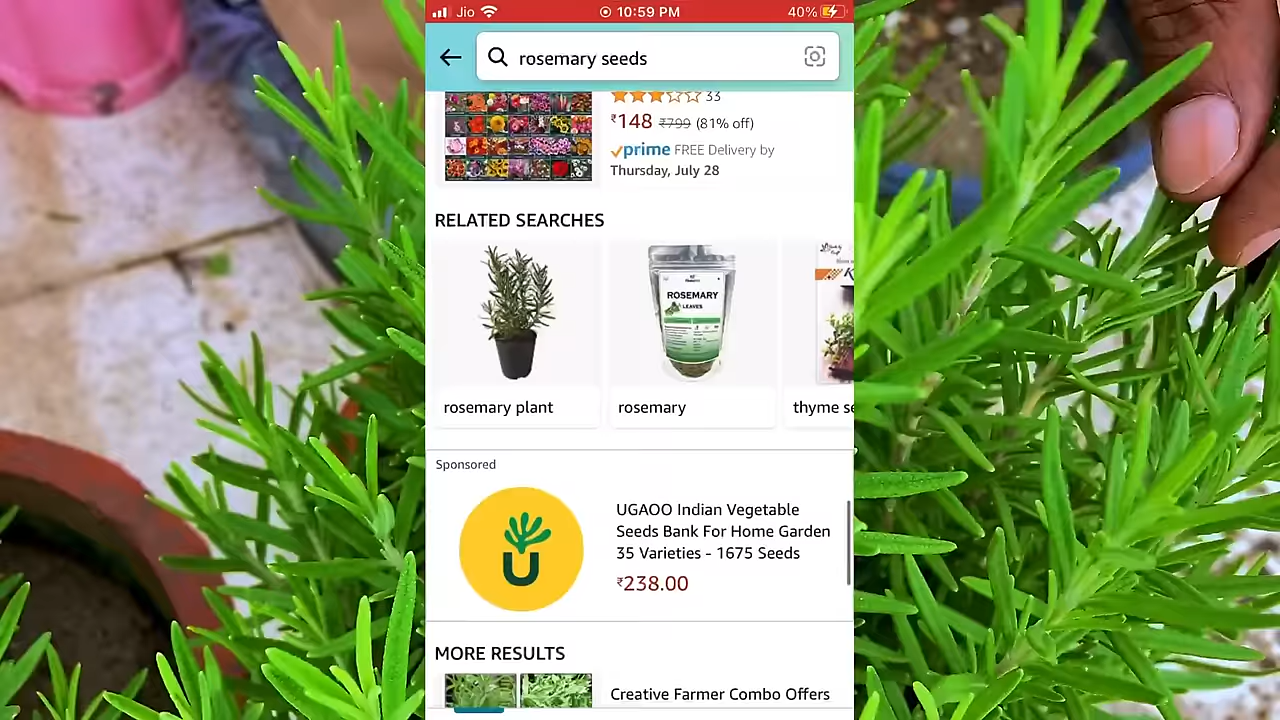 Jio
10:59 PM
40%
rosemary seeds
33
₹148 ₹799 (81% off)
prime FREE Delivery by
Thursday, July 28
RELATED SEARCHES
ROSEMARY
LEAVES
rosemary plant
rosemary
thyme se
Sponsored
U
UGAOO Indian Vegetable
Seeds Bank For Home Garden
35 Varieties - 1675 Seeds
₹238.00
MORE RESULTS
Creative Farmer Combo Offers